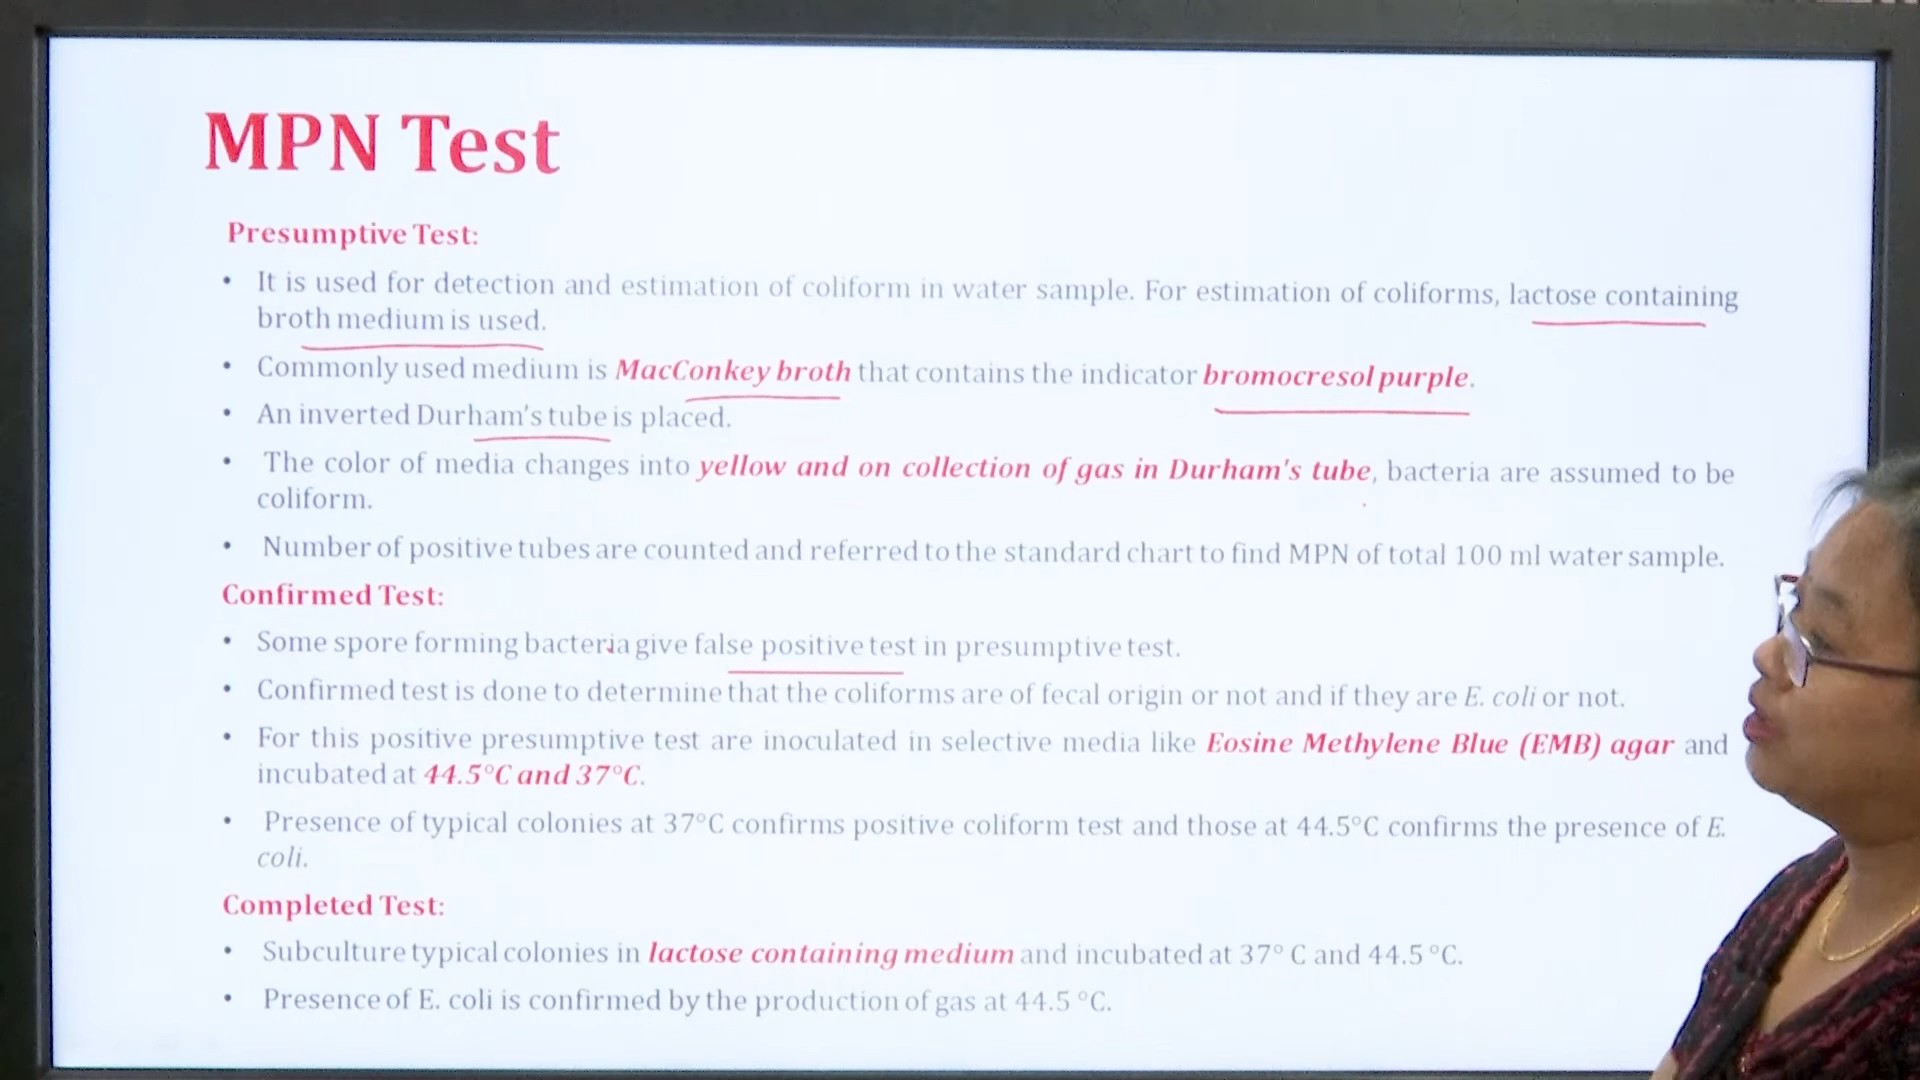 MPN Test
Presumptive Test:
• It is used for detection and estimation of coliform in water sample. For estimation of coliforms, lactose containing
broth medium is used.
• Commonly used medium is MacConkey broth that contains the indicator bromocresol purple.
• An inverted Durham's tube is placed.
• The color of media changes into yellow and on collection of gas in Durham's tube, bacteria are assumed to be
coliform.
• Number of positive tubes are counted and referred to the standard chart to find MPN of total 100 ml water sample.
Confirmed Test:
• Some spore forming bacteria give false positive test in presumptive test.
• Confirmed test is done to determine that the coliforms are of fecal origin or not and if they are E. coli or not.
• For this positive presumptive test are inoculated in selective media like Eosine Methylene Blue (EMB) agar and
incubated at 44.5°C and 37°C.
• Presence of typical colonies at 37°C confirms positive coliform test and those at 44.5°C confirms the presence of E.
coli.
Completed Test:
• Subculture typical colonies in lactose containing medium and incubated at 37° C and 44.5 °C.
• Presence of E. coli is confirmed by the production of gas at 44.5 °C.